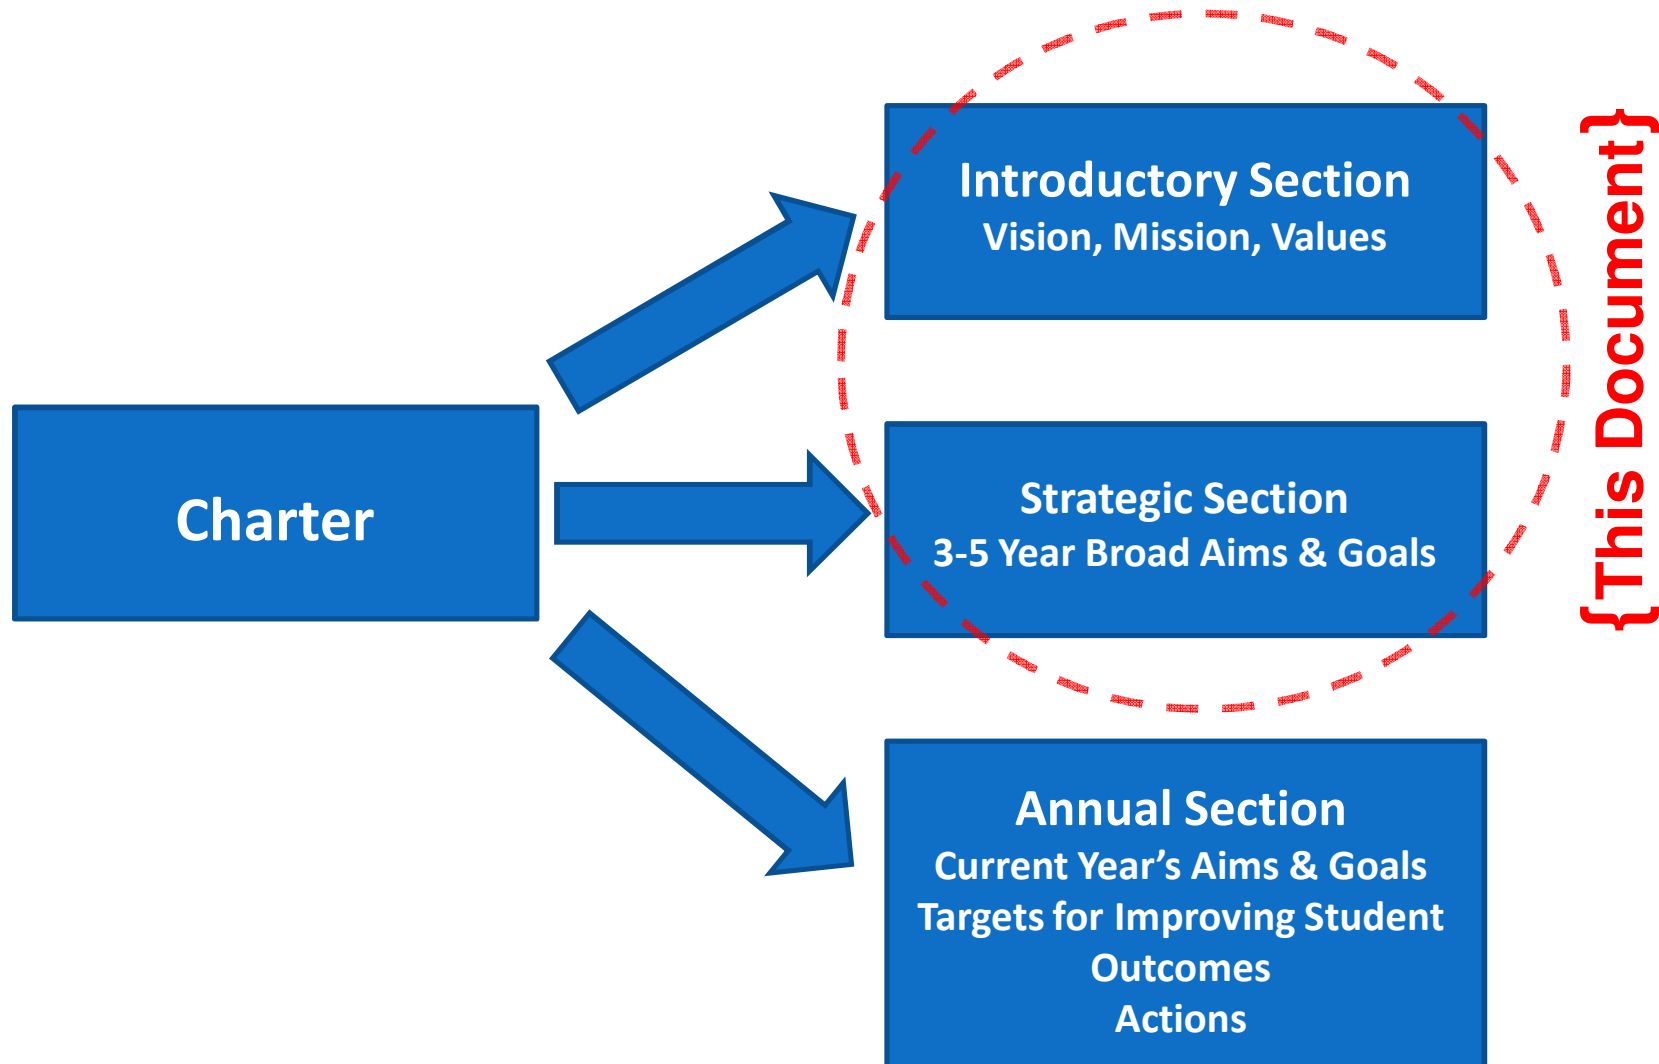 Charter
Introductory Section
Vision, Mission, Values
Strategic Section
3-5 Year Broad Aims & Goals
Annual Section
Current Year’s Aims & Goals
Targets for Improving Student
Outcomes
Actions
{This Document}